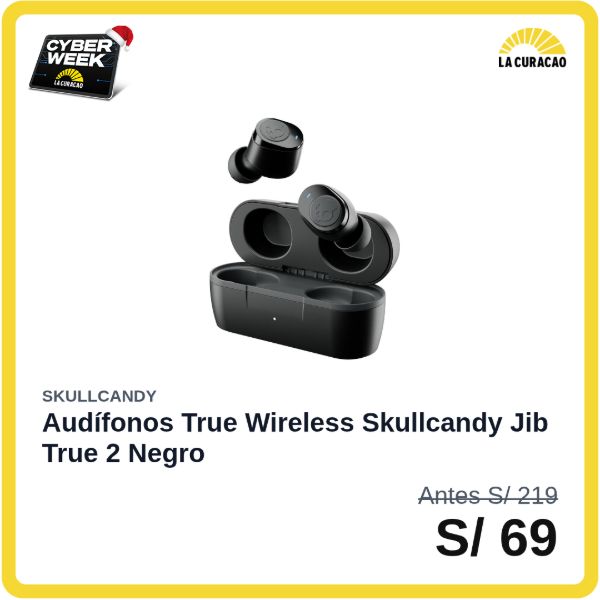 CYBER
WEEK
LA CURACAO
LA CURACAO
SKULLCANDY
Audífonos True Wireless Skullcandy Jib
True 2 Negro
Antes S/ 219
S/ 69